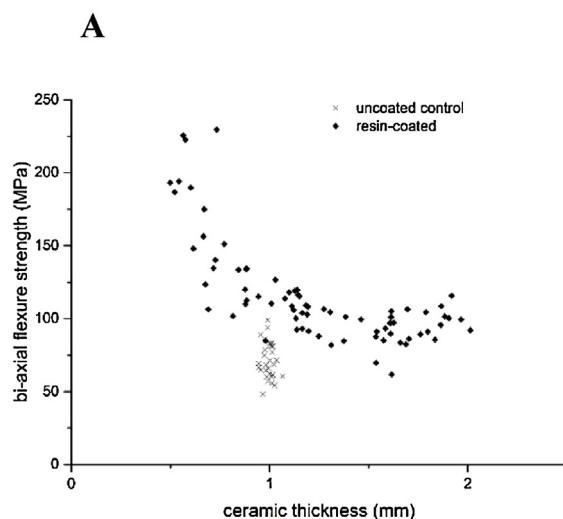 A
250
200
150
100
50
0
bi-axial flexure strength (MPa)
uncoated control
resin-coated
0
1
2
ceramic thickness (mm)